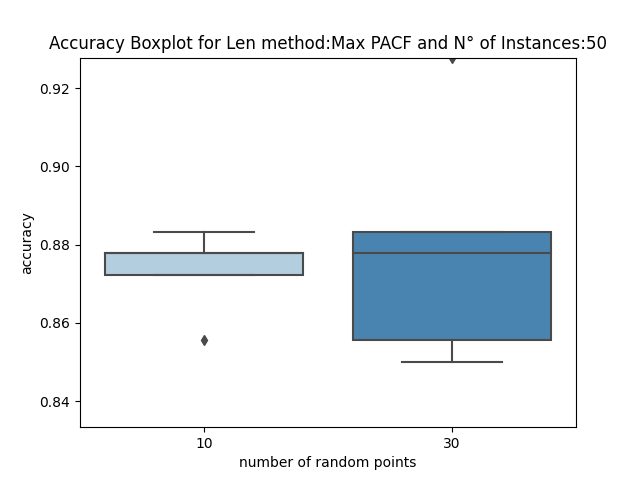 Accuracy Boxplot for Len method:Max PACF and N° of Instances:50
0.92
0.90
0.88
0.86
0.84
accuracy
10 30
number of random points